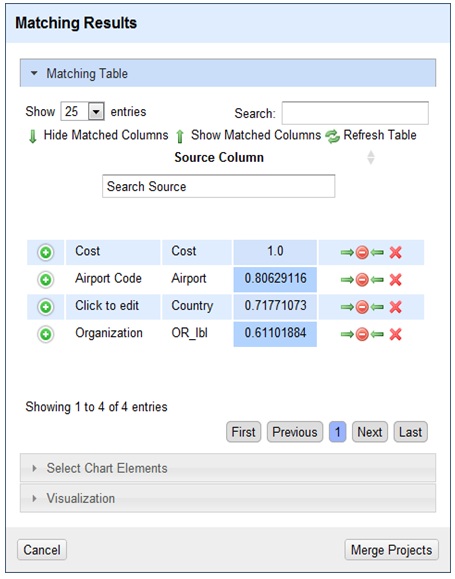 Matching Results
Matching Table
Show 25 entries Search:
Hide Matched Columns Show Matched Columns Refresh Table
Source Column
Search Source
Cost Cost 1.0
Airport Code Airport 0.80629116
Click to edit Country 0.71771073
Organization OR_lbl 0.61101884
Showing 1 to 4 of 4 entries
First Previous 1 Next Last
Select Chart Elements
Visualization
Cancel Merge Projects